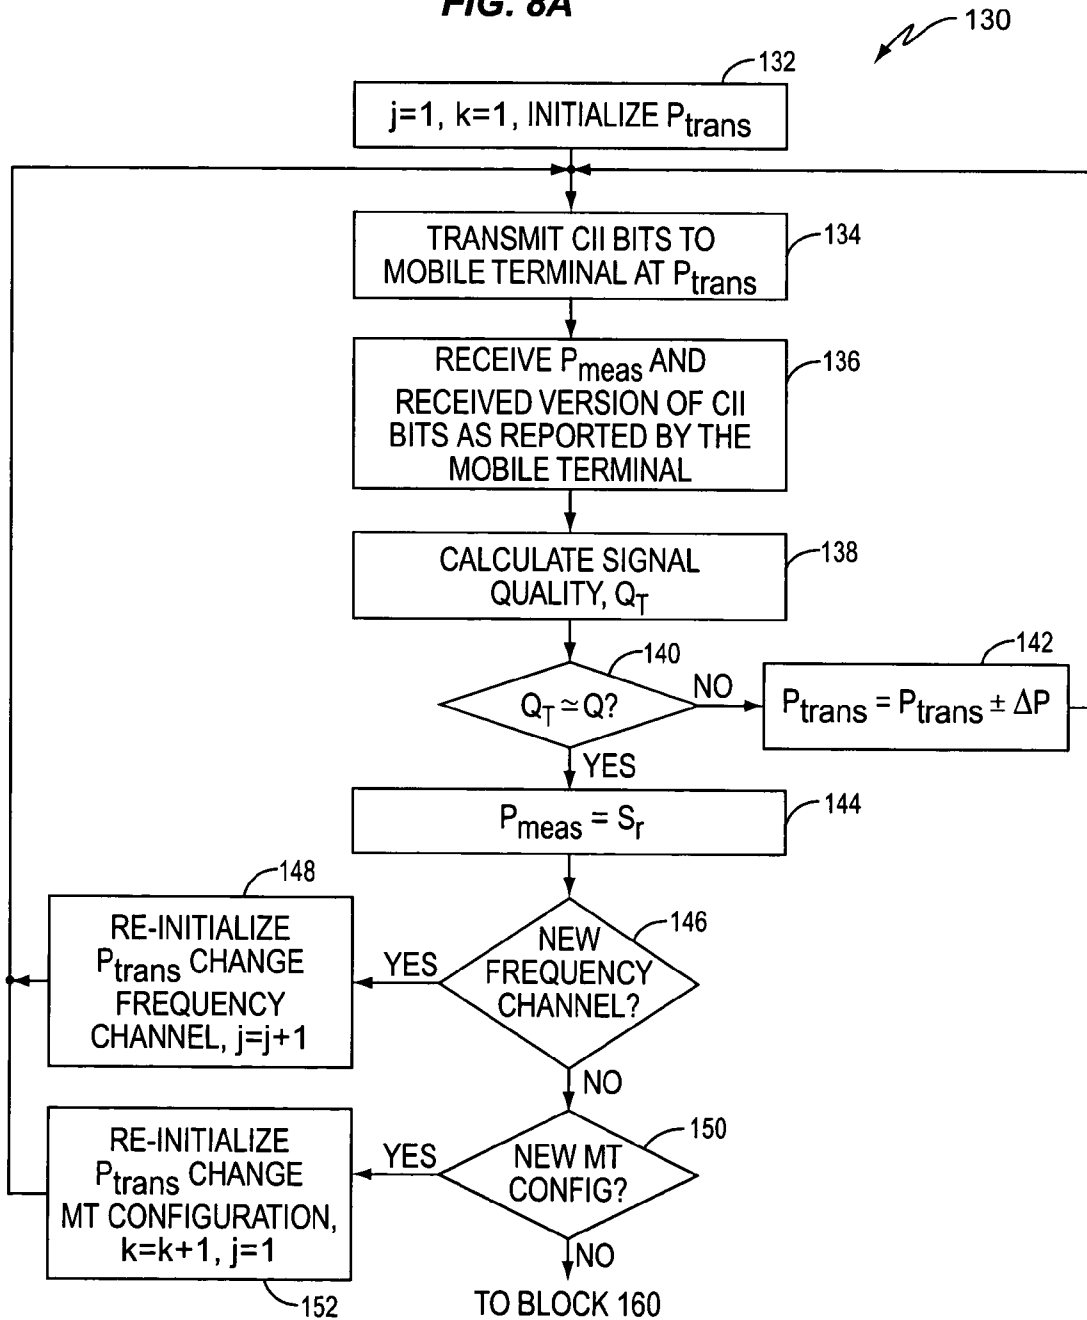 FIG. 8A
130
132
j=1, k=1, INITIALIZE Ptrans
134
TRANSMIT CII BITS TO
MOBILE TERMINAL AT Ptrans
136
RECEIVE Pmeas AND
RECEIVED VERSION OF CII
BITS AS REPORTED BY THE
MOBILE TERMINAL
138
CALCULATE SIGNAL
QUALITY, QT
140
QT ≃ Q?
NO
142
Ptrans = Ptrans ± ΔP
YES
144
Pmeas = Sr
146
NEW
FREQUENCY
CHANNEL?
YES
148
RE-INITIALIZE
Ptrans CHANGE
FREQUENCY
CHANNEL, j=j+1
NO
150
NEW MT
CONFIG?
YES
RE-INITIALIZE
Ptrans CHANGE
MT CONFIGURATION,
k=k+1, j=1
152
NO
TO BLOCK 160